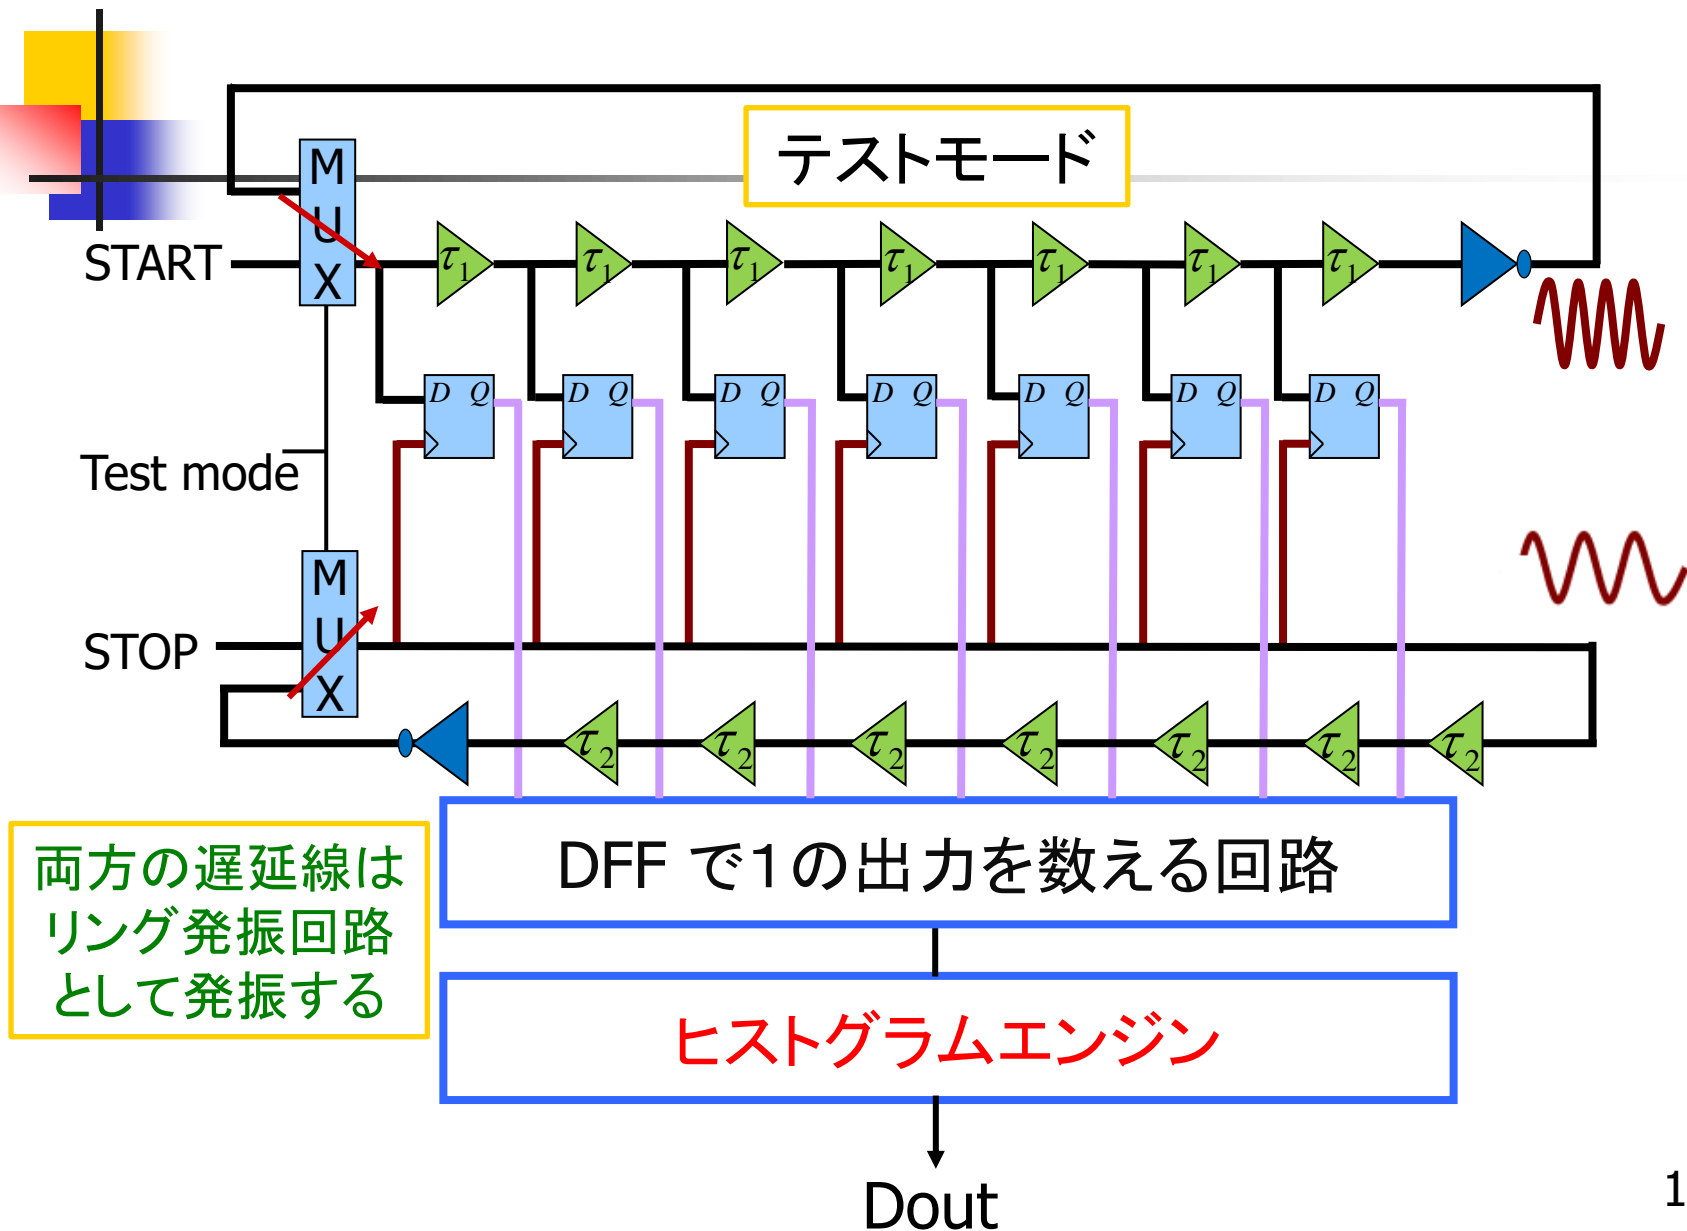 テストモード
M
U
X
START
τ1 τ1 τ1 τ1 τ1 τ1 τ1
D Q D Q D Q D Q D Q D Q D Q
Test mode
M
U
X
STOP
τ2 τ2 τ2 τ2 τ2 τ2 τ2
DFF で1の出力を数える回路
両方の遅延線は
リング発振回路
として発振する
ヒストグラムエンジン
Dout
1